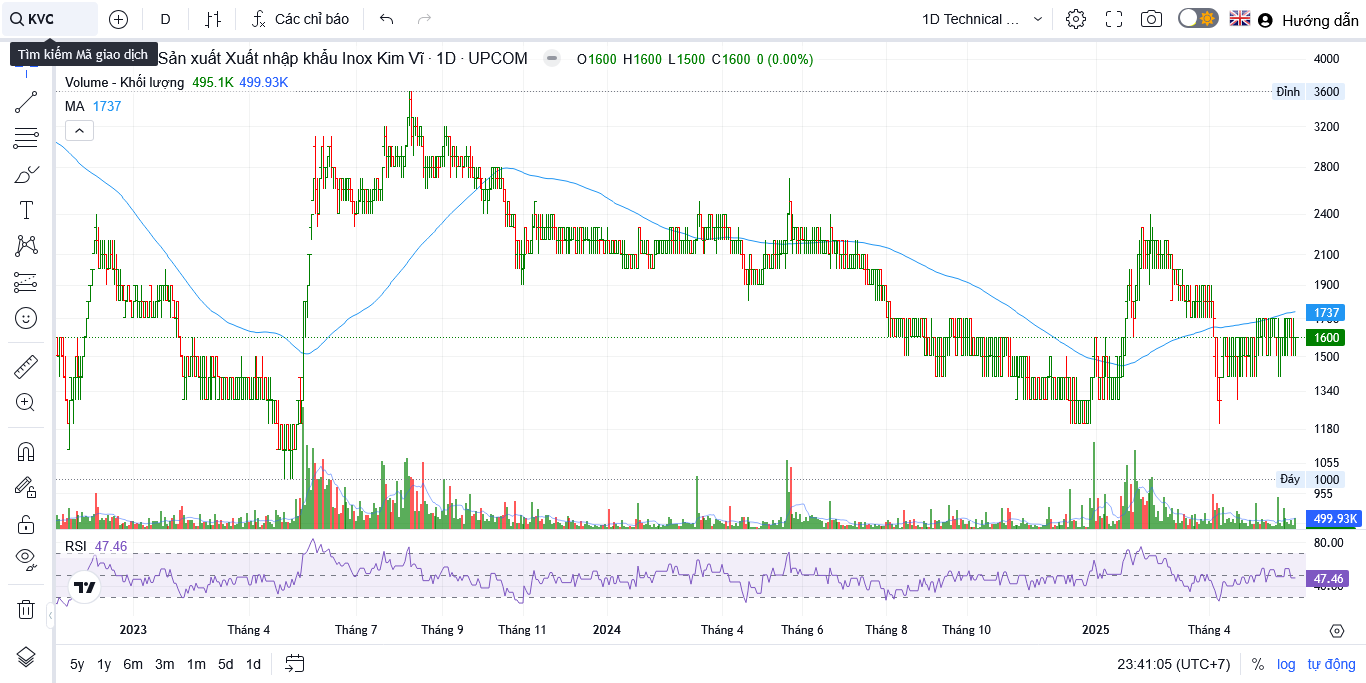 KVC
D
Các chỉ báo
1D Technical ...
Hướng dẫn
Tìm kiếm Mã giao dịch
Sản xuất Xuất nhập khẩu Inox Kim Vĩ · 1D · UPCOM
O1600 H1600 L1500 C1600 0 (0.00%)
Volume - Khối lượng 495.1K 499.93K
MA 1737
4000
Đỉnh 3600
3200
2800
2400
2100
1900
1737
1600
1500
1340
1180
1055
Đáy 1000
955
499.93K
RSI 47.46
80.00
47.46
2023
Tháng 4
Tháng 7
Tháng 9
Tháng 11
2024
Tháng 4
Tháng 6
Tháng 8
Tháng 10
2025
Tháng 4
5y 1y 6m 3m 1m 5d 1d
23:41:05 (UTC+7)
% log tự động